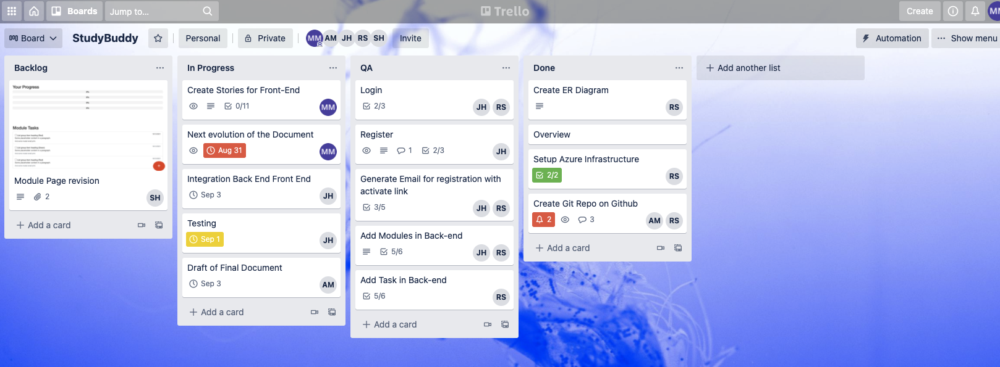 Boards
Jump to...
Trello
Create
MM
Board
StudyBuddy
Personal
Private
MM AM JH RS SH
Invite
Automation
Show menu
Backlog
Your Progress
0%
0%
0%
0%
Module Tasks
Module Page revision
2
SH
Add a card
In Progress
Create Stories for Front-End
0/11
MM
Next evolution of the Document
Aug 31
MM
Integration Back End Front End
Sep 3
JH
Testing
Sep 1
JH
Draft of Final Document
Sep 3
AM
Add a card
QA
Login
2/3
JH RS
Register
1 2/3
JH
Generate Email for registration with
activate link
3/5
JH RS
Add Modules in Back-end
5/6
JH RS
Add Task in Back-end
5/6
RS
Add a card
Done
Create ER Diagram
RS
Overview
Setup Azure Infrastructure
2/2
RS
Create Git Repo on Github
2 3
AM RS
Add a card
Add another list